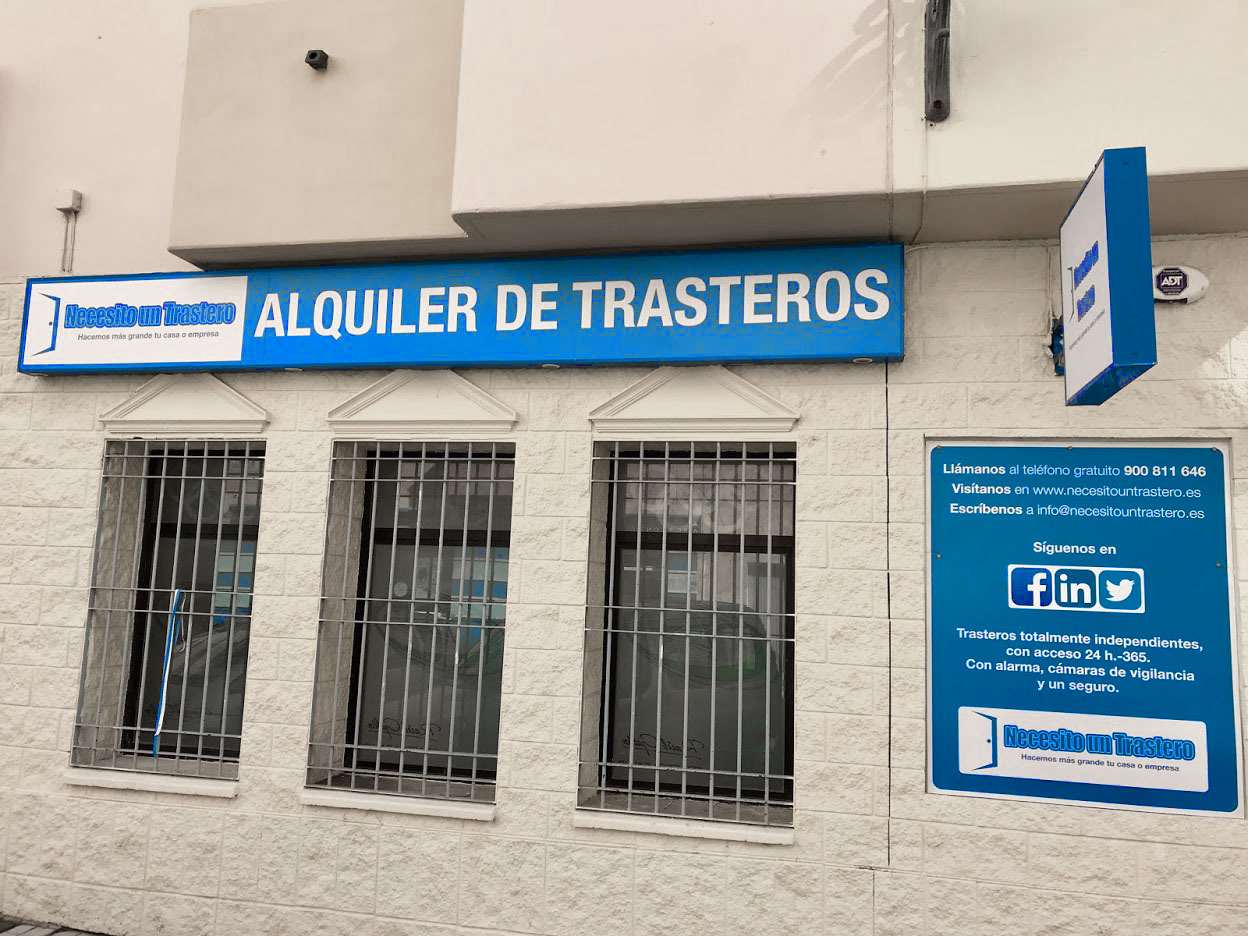 Necesito un Trastero
Hacemos más grande tu casa o empresa
ALQUILER DE TRASTEROS
ADT
Llámanos al teléfono gratuito 900 811 646
Visítanos en www.necesitountrastero.es
Escríbenos a info@necesitountrastero.es
Síguenos en
f in
Trasteros totalmente independientes,
con acceso 24 h.-365.
Con alarma, cámaras de vigilancia
y un seguro.
Necesito un Trastero
Hacemos más grande tu casa o empresa